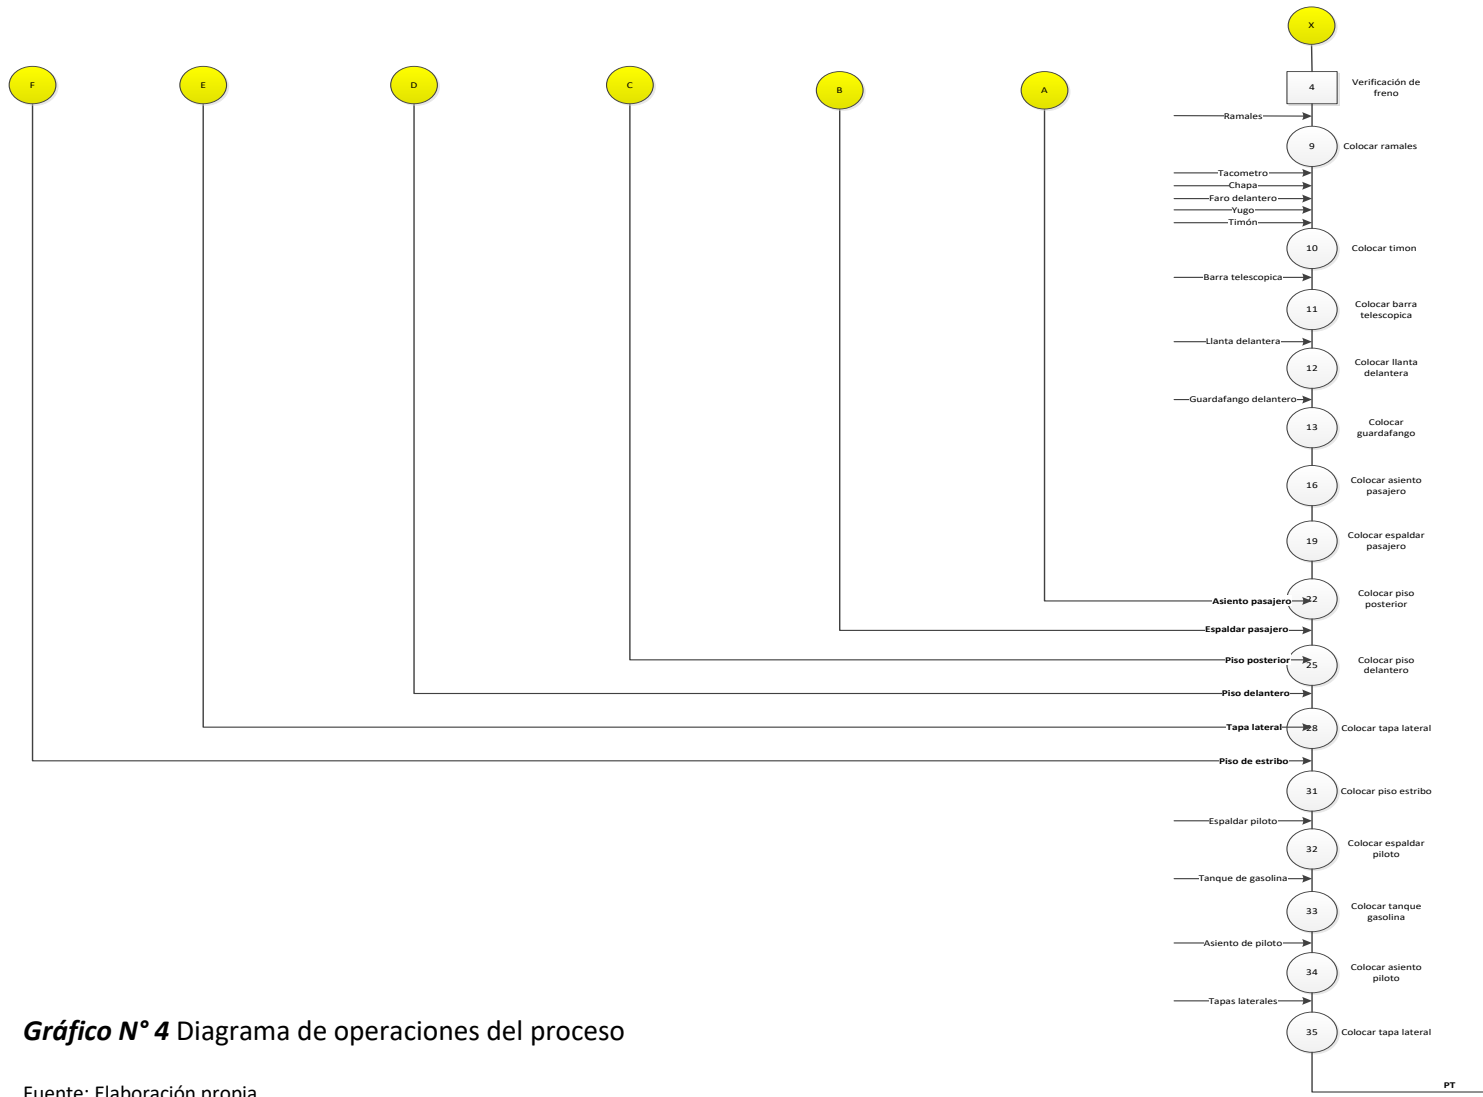 X
F
E
D
C
B
A
4
Verificación de
freno
Ramales
9
Colocar ramales
Tacometro
Chapa
Faro delantero
Yugo
Timón
10
Colocar timon
Barra telescopica
11
Colocar barra
telescopica
Llanta delantera
12
Colocar llanta
delantera
Guardafango delantero
13
Colocar
guardafango
16
Colocar asiento
pasajero
19
Colocar espaldar
pasajero
Asiento pasajero
22
Colocar piso
posterior
Espaldar pasajero
Piso posterior
25
Colocar piso
delantero
Piso delantero
Tapa lateral
28
Colocar tapa lateral
Piso de estribo
31
Colocar piso estribo
Espaldar piloto
32
Colocar espaldar
piloto
Tanque de gasolina
33
Colocar tanque
gasolina
Asiento de piloto
34
Colocar asiento
piloto
Tapas laterales
35
Colocar tapa lateral
PT
Gráfico N° 4 Diagrama de operaciones del proceso
Fuente: Elaboración propia